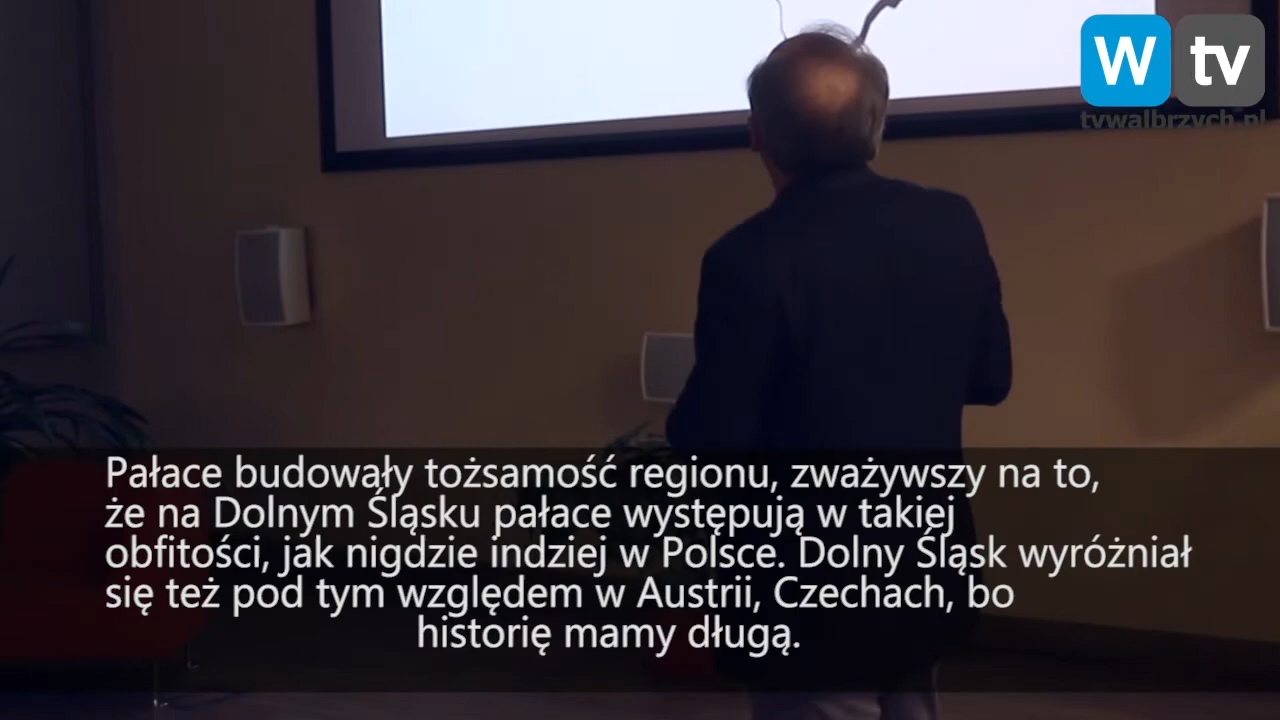 W tv
tvwalbrzych.pl
Pałace budowały tożsamość regionu, zważywszy na to,
że na Dolnym Śląsku pałace występują w takiej
obfitości, jak nigdzie indziej w Polsce. Dolny Śląsk wyróżniał
się też pod tym względem w Austrii, Czechach, bo
historię mamy długą.